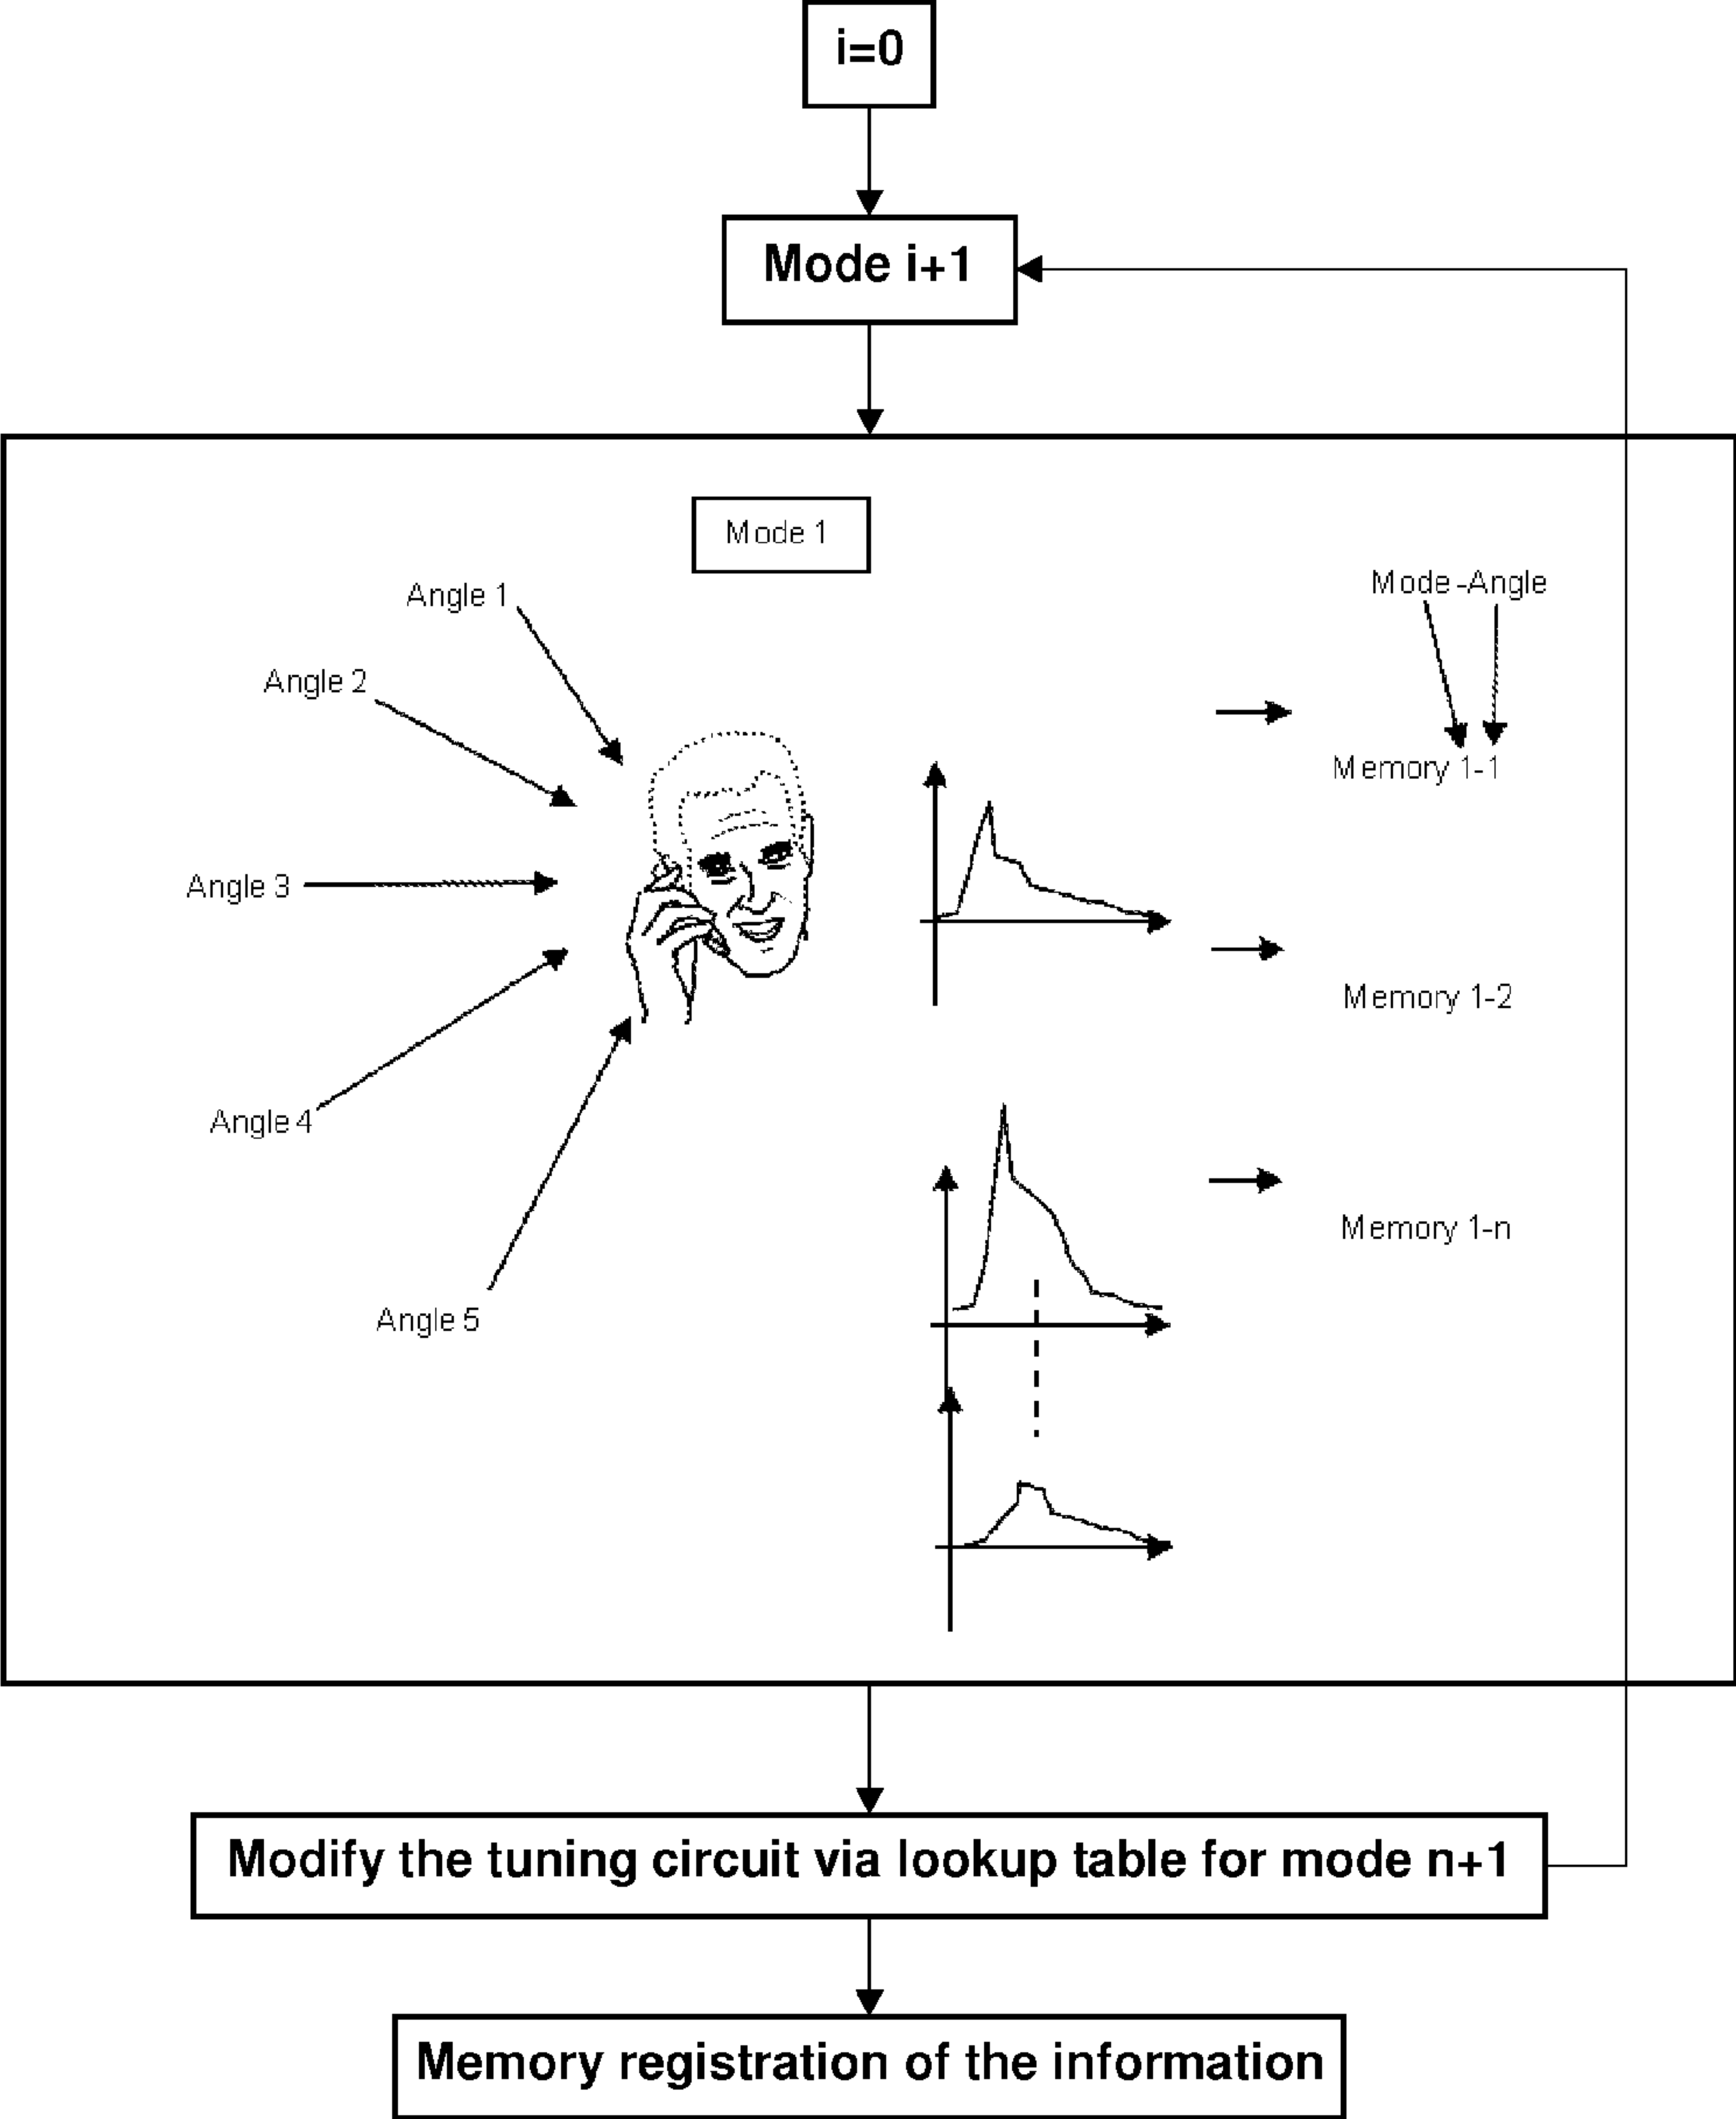 i=0
Mode i+1
Mode 1
Angle 1
Mode-Angle
Angle 2
Memory 1-1
Angle 3
Memory 1-2
Angle 4
Memory 1-n
Angle 5
Modify the tuning circuit via lookup table for mode n+1
Memory registration of the information